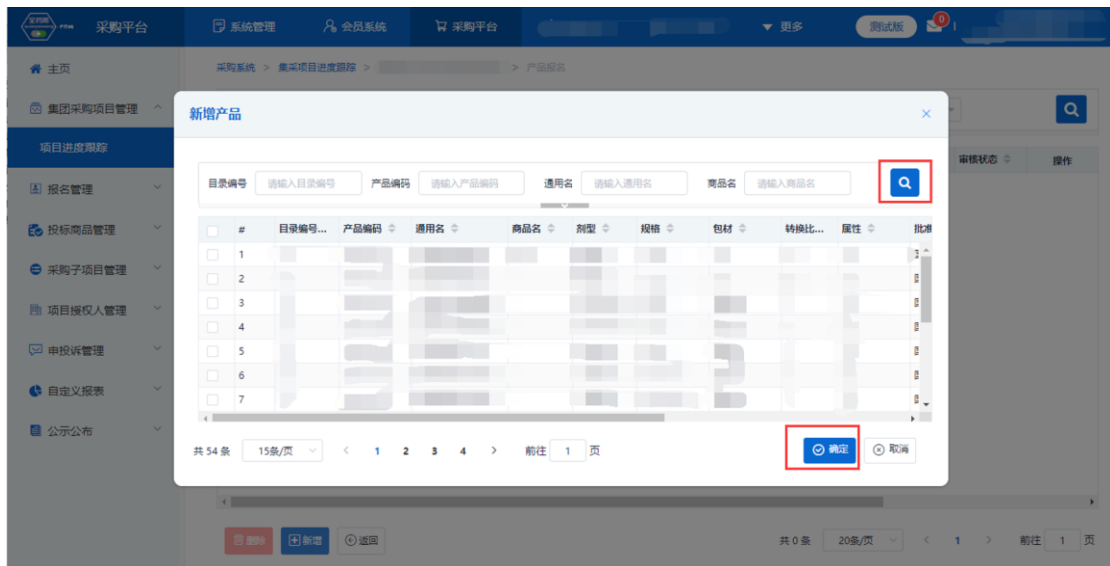 采购平台 系统管理 会员系统 采购平台 更多 测试版 0
主页
采购系统 > 集采项目进度跟踪 > > 产品报名
集团采购项目管理
新增产品
项目进度跟踪
审核状态 操作
目录编号 请输入目录编号 产品编码 请输入产品编码 通用名 请输入通用名 商品名 请输入商品名
报名管理
# 目录编号... 产品编码 通用名 商品名 剂型 规格 包材 转换比... 属性 批准
投标商品管理
1
2
采购子项目管理
3
项目授权人管理
4
申投诉管理
5
6
自定义报表
7
公示公布
共 54 条 15条/页 1 2 3 4 前往 1 页 确定 取消
删除 新增 返回 共 0 条 20条/页 1 前往 1 页